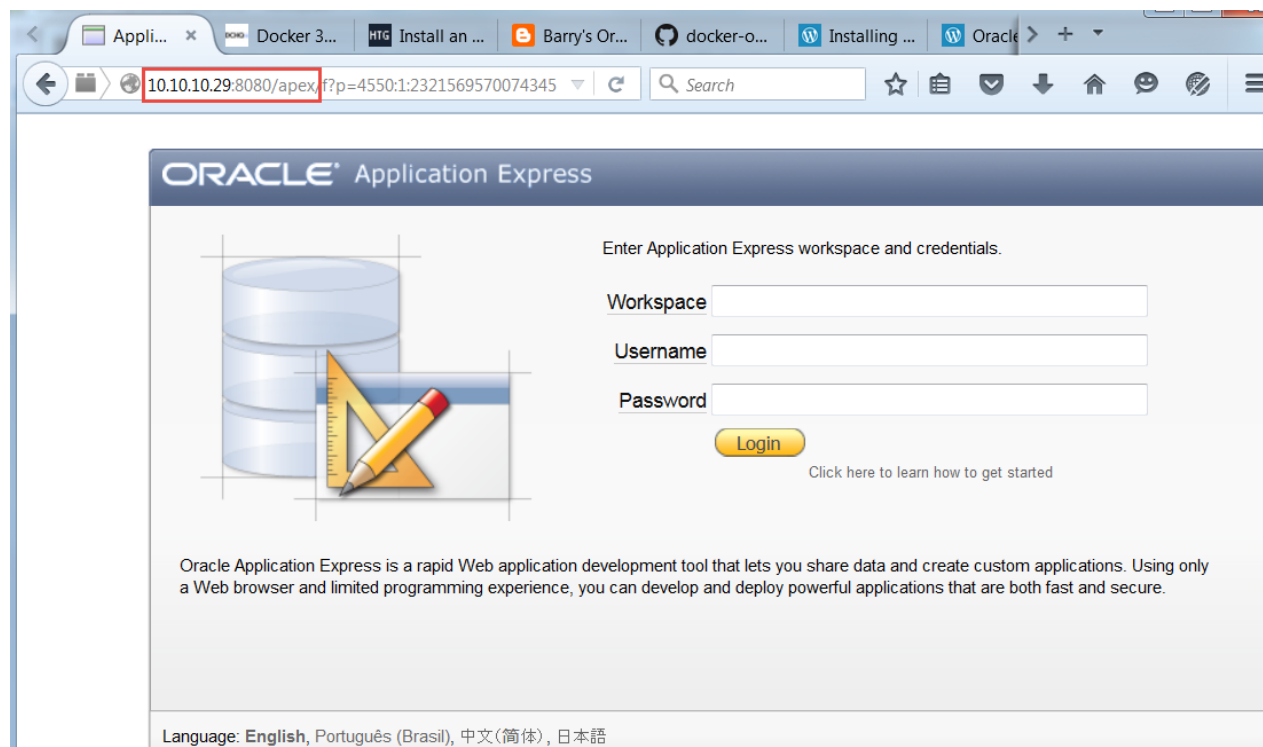 Appli... × Docker 3... HTG Install an ... Barry's Or... docker-o... Installing ... Oracle
10.10.10.29:8080/apex/f?p=4550:1:2321569570074345 Search
ORACLE® Application Express
Enter Application Express workspace and credentials.
Workspace
Username
Password
Login
Click here to learn how to get started
Oracle Application Express is a rapid Web application development tool that lets you share data and create custom applications. Using only
a Web browser and limited programming experience, you can develop and deploy powerful applications that are both fast and secure.
Language: English, Português (Brasil), 中文(简体), 日本語